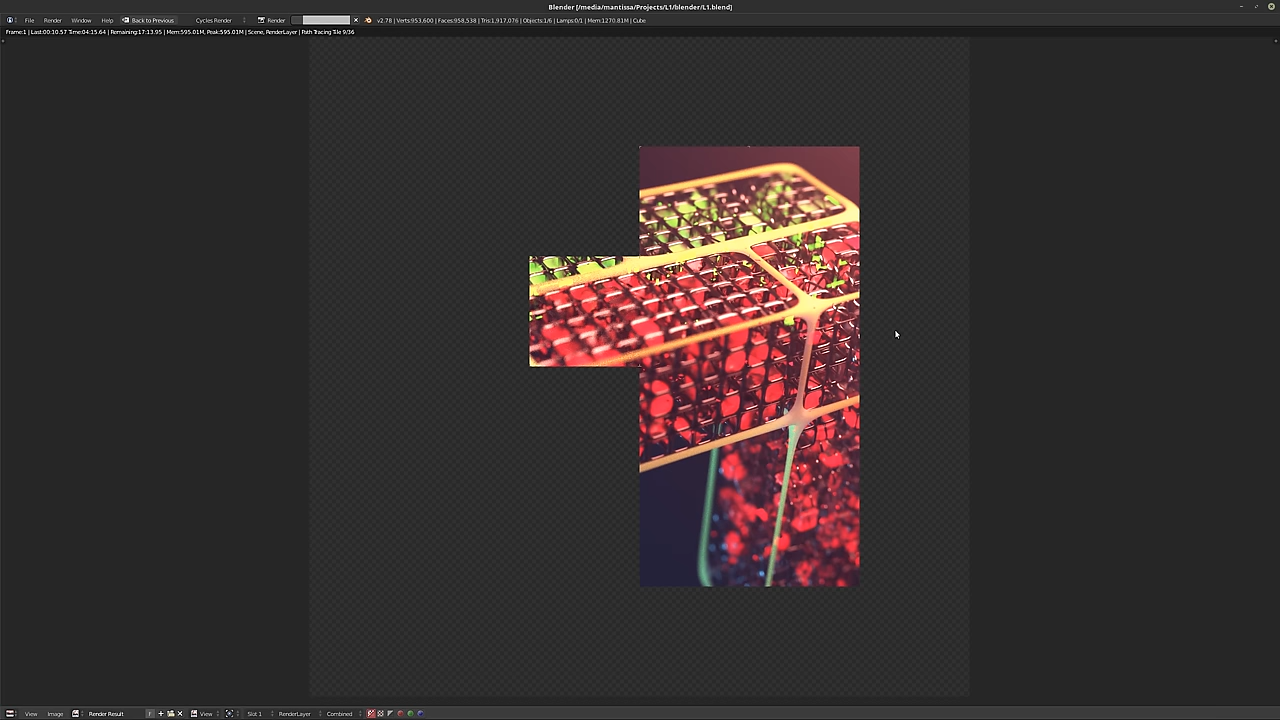 Blender [/media/mantissa/Projects/L1/blender/L1.blend]
File Render Window Help Back to Previous Cycles Render Render v2.78 | Verts:953,600 | Faces:958,538 | Tris:1,917,076 | Objects:1/6 | Lamps:0/1 | Mem:1270.81M | Cube
Frame:1 | Last:00:10.57 Time:04:15.64 | Remaining:17:13.95 | Mem:595.01M, Peak:595.01M | Scene, RenderLayer | Path Tracing Tile 9/36
View Image Render Result F View Slot 1 RenderLayer Combined